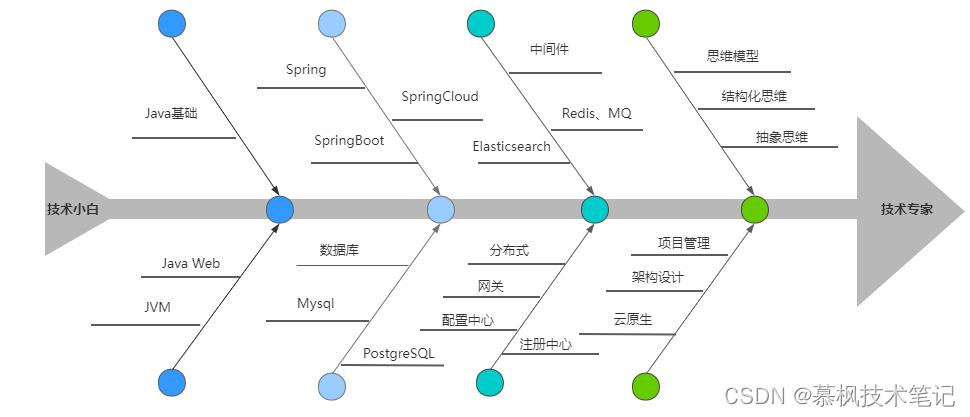 Java基础
Spring
SpringCloud
SpringBoot
中间件
Redis、MQ
Elasticsearch
思维模型
结构化思维
抽象思维
技术小白
技术专家
Java Web
JVM
数据库
Mysql
PostgreSQL
分布式
网关
配置中心
注册中心
项目管理
架构设计
云原生
CSDN @慕枫技术笔记